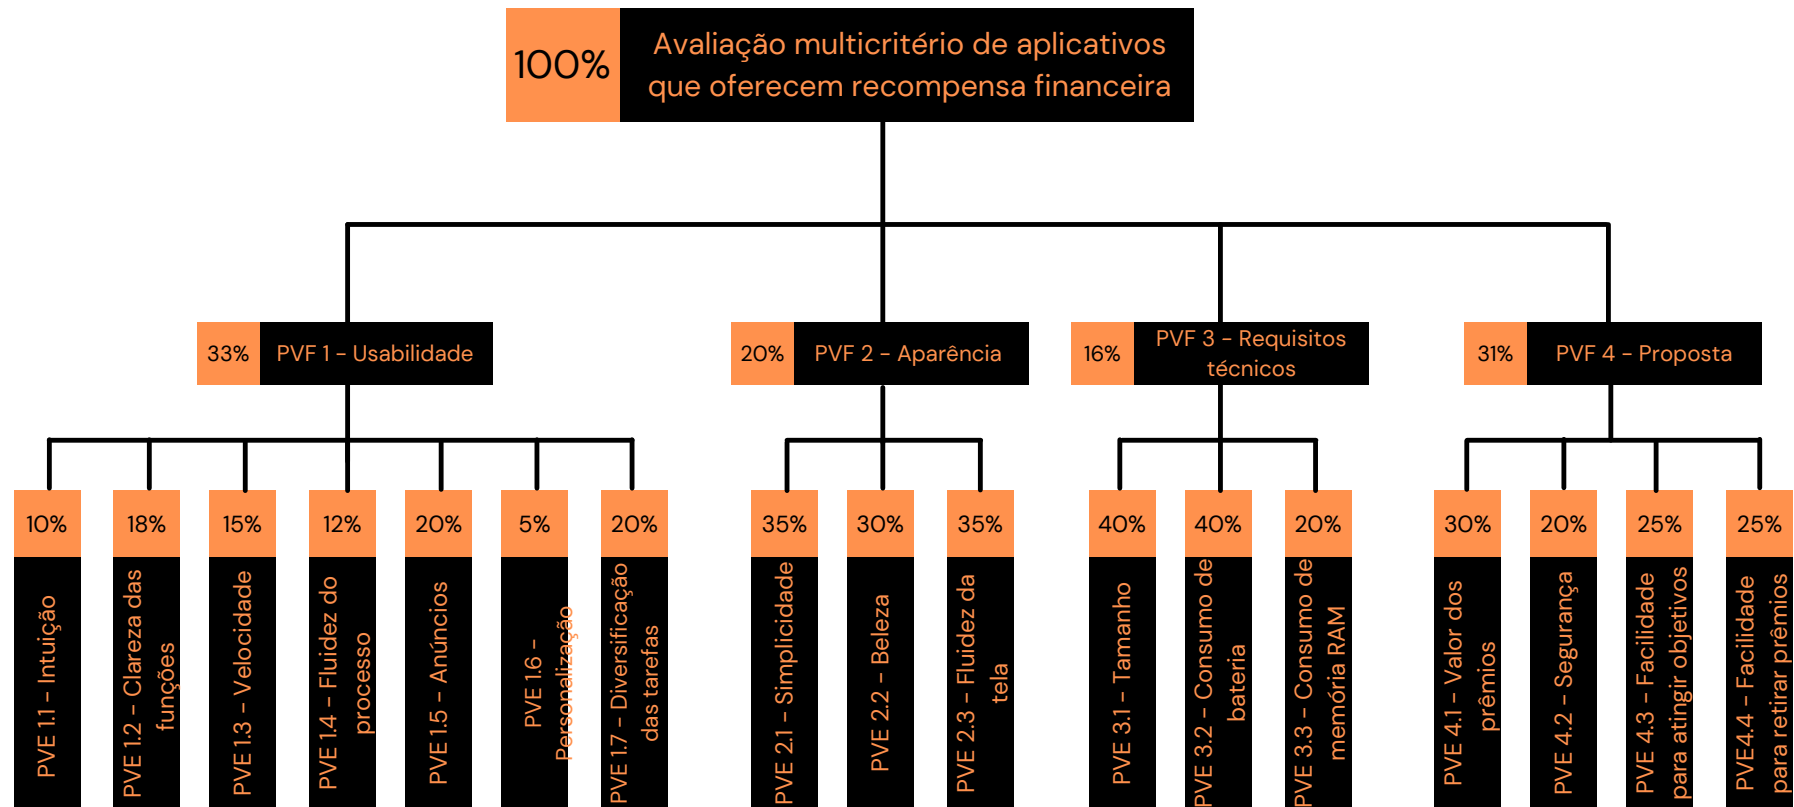 100%
Avaliação multicritério de aplicativos
que oferecem recompensa financeira
33%
PVF 1 - Usabilidade
20%
PVF 2 - Aparência
16%
PVF 3 - Requisitos
técnicos
31%
PVF 4 - Proposta
10%
PVE 1.1 - Intuição
18%
PVE 1.2 - Clareza das
funções
15%
PVE 1.3 - Velocidade
12%
PVE 1.4 - Fluidez do
processo
20%
PVE 1.5 - Anúncios
5%
PVE 1.6 -
Personalização
20%
PVE 1.7 - Diversificação
das tarefas
35%
PVE 2.1 - Simplicidade
30%
PVE 2.2 - Beleza
35%
PVE 2.3 - Fluidez da
tela
40%
PVE 3.1 - Tamanho
40%
PVE 3.2 - Consumo de
bateria
20%
PVE 3.3 - Consumo de
memória RAM
30%
PVE 4.1 - Valor dos
prêmios
20%
PVE 4.2 - Segurança
25%
PVE 4.3 - Facilidade
para atingir objetivos
25%
PVE4.4 - Facilidade
para retirar prêmios